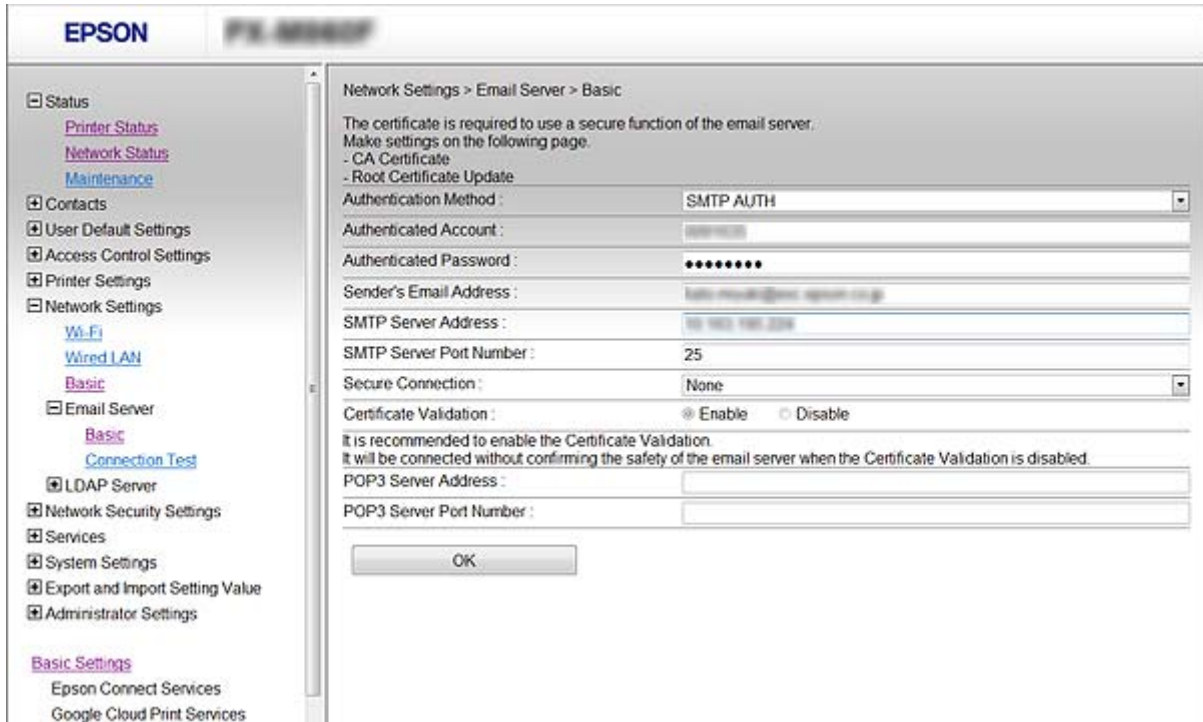 EPSON
Status
Printer Status
Network Status
Maintenance
Contacts
User Default Settings
Access Control Settings
Printer Settings
Network Settings
Wi-Fi
Wired LAN
Basic
Email Server
Basic
Connection Test
LDAP Server
Network Security Settings
Services
System Settings
Export and Import Setting Value
Administrator Settings
Basic Settings
Epson Connect Services
Google Cloud Print Services
Network Settings > Email Server > Basic
The certificate is required to use a secure function of the email server.
Make settings on the following page.
- CA Certificate
- Root Certificate Update
Authentication Method : SMTP AUTH
Authenticated Account :
Authenticated Password : ●●●●●●●●
Sender's Email Address :
SMTP Server Address :
SMTP Server Port Number : 25
Secure Connection : None
Certificate Validation : Enable Disable
It is recommended to enable the Certificate Validation.
It will be connected without confirming the safety of the email server when the Certificate Validation is disabled.
POP3 Server Address :
POP3 Server Port Number :
OK